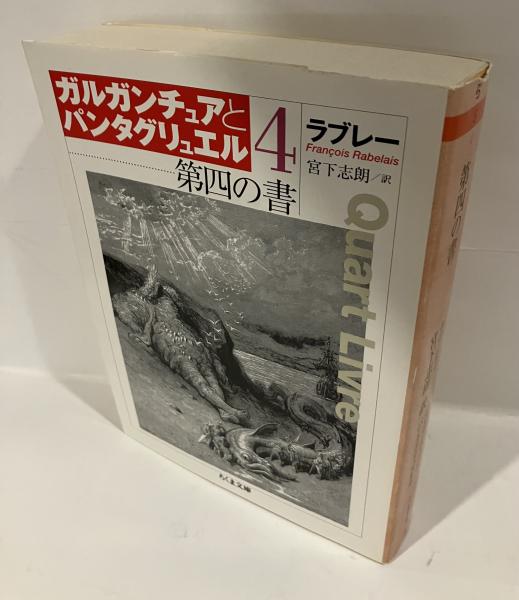 ガルガンチュアと
パンタグリュエル
4
第四の書
ラブレー
François Rabelais
宮下志朗/訳
Quart Livre
ちくま文庫
第四の書